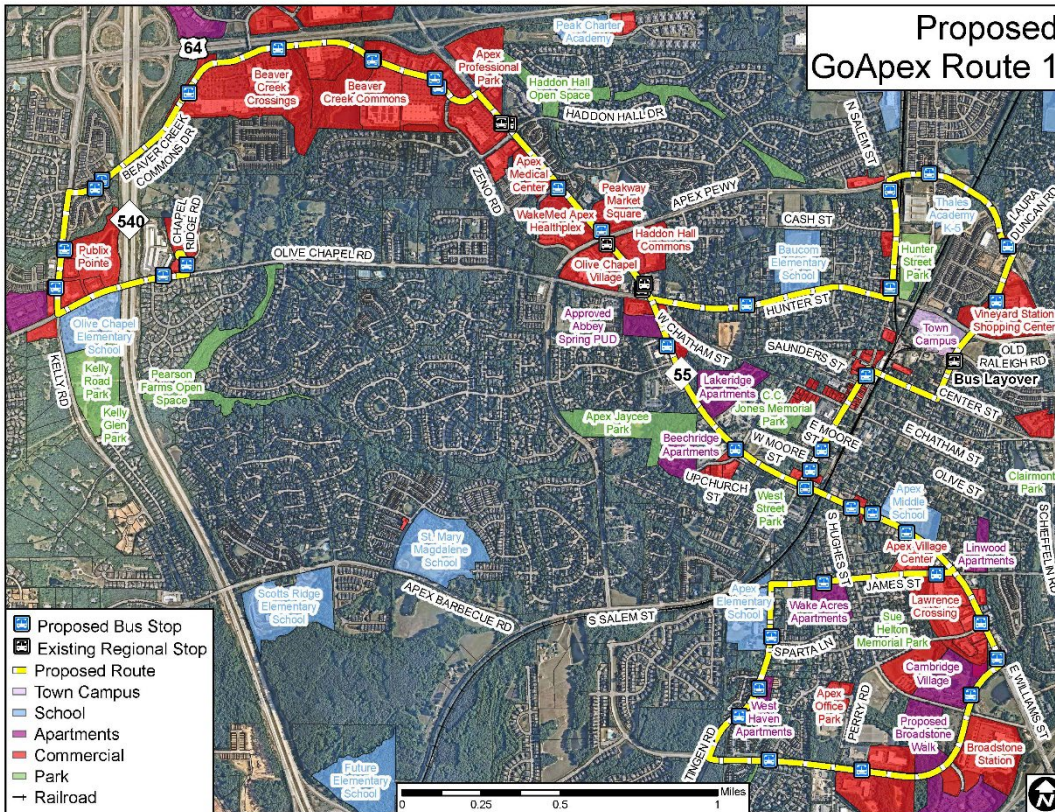 Proposed
GoApex Route 1
64
Peak Charter
Academy
Apex
Professional
Park
Beaver
Creek
Crossings
Beaver
Creek Commons
Haddon Hall
Open Space
HADDON HALL DR
N SALEM ST
BEAVER CREEK
COMMONS DR
ZENO RD
Apex
Medical
Center
WakeMed Apex
Healthplex
Peakway
Market
Square
APEX PEWY
Thales
Academy
K-5
LAURA
DUNCAN RD
540
CHAPEL
RIDGE RD
CASH ST
Publix
Pointe
OLIVE CHAPEL RD
Haddon Hall
Commons
Baucom
Elementary
School
Hunter
Street
Park
Olive Chapel
Village
HUNTER ST
Olive Chapel
Elementary
School
Approved
Abbey
Spring PUD
W CHATHAM ST
SAUNDERS ST
Town
Campus
Vineyard Station
Shopping Center
OLD
RALEIGH RD
Bus Layover
KELLY RD
Kelly
Road
Park
Kelly
Glen
Park
Pearson
Farms Open
Space
55
Lakeridge
Apartments
C.C.
Jones Memorial
Park
CENTER ST
Apex Jaycee Park
Beechridge
Apartments
W MOORE
ST
E MOORE
ST
E CHATHAM ST
UPCHURCH
ST
OLIVE ST
Clairmont
Park
West
Street
Park
Apex
Middle
School
SCHIEFFELIN RD
S HUGHES ST
St. Mary
Magdalene
School
Apex Village
Center
Linwood
Apartments
JAMES ST
Scotts Ridge
Elementary
School
APEX BARBECUE RD
S SALEM ST
Apex
Elementary
School
Wake Acres
Apartments
Lawrence
Crossing
Sue
Helton
Memorial Park
SPARTA LN
Cambridge
Village
E WILLIAMS ST
West
Haven
Apartments
Apex
Office
Park
PERRY RD
Proposed
Broadstone
Walk
Broadstone
Station
TINGEN RD
Future
Elementary
School
Proposed Bus Stop
Existing Regional Stop
Proposed Route
Town Campus
School
Apartments
Commercial
Park
Railroad
Miles
0 0.25 0.5 1
N